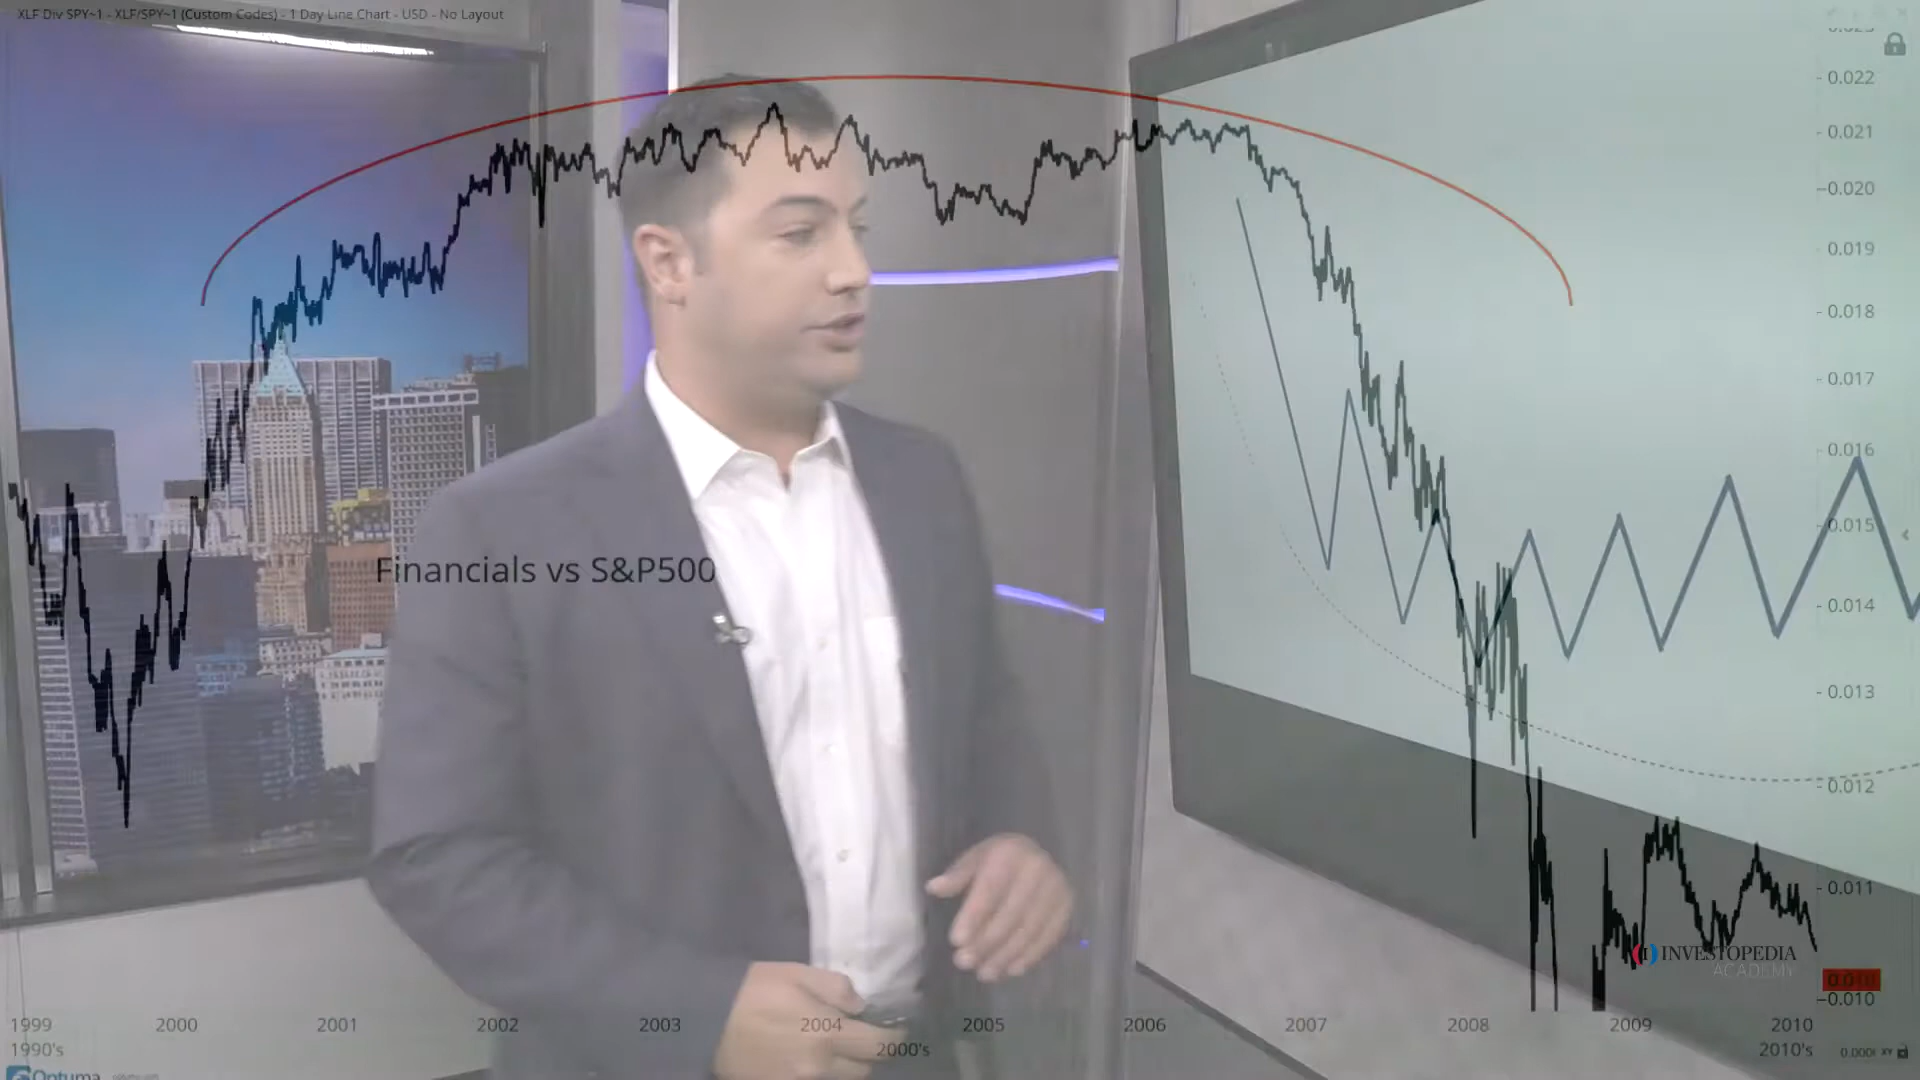 XLF Div SPY~1 - XLF/SPY~1 (Custom Codes) - 1 Day Line Chart - USD - No Layout
0.022
0.021
0.020
0.019
0.018
0.017
0.016
0.015
0.014
0.013
0.012
0.011
0.010
Financials vs S&P500
INVESTOPEDIA
ACADEMY
1999 2000 2001 2002 2003 2004 2005 2006 2007 2008 2009 2010
1990's 2000's 2010's
XY
Optuma